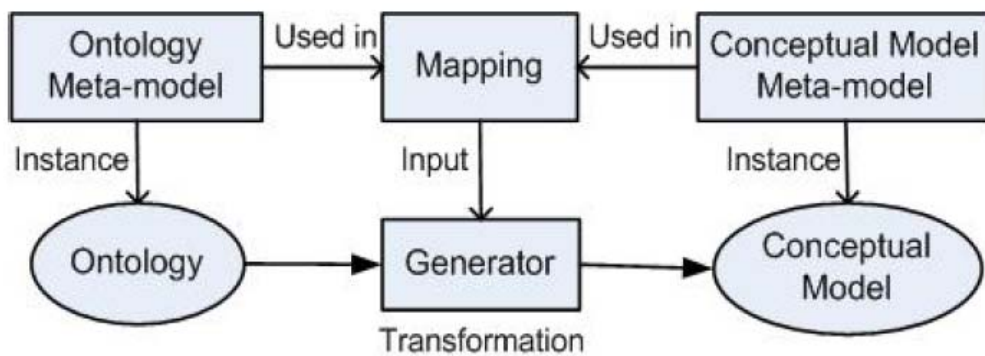 Ontology
Meta-model
Used in
Mapping
Used in
Conceptual Model
Meta-model
Instance
Input
Instance
Ontology
Generator
Conceptual
Model
Transformation